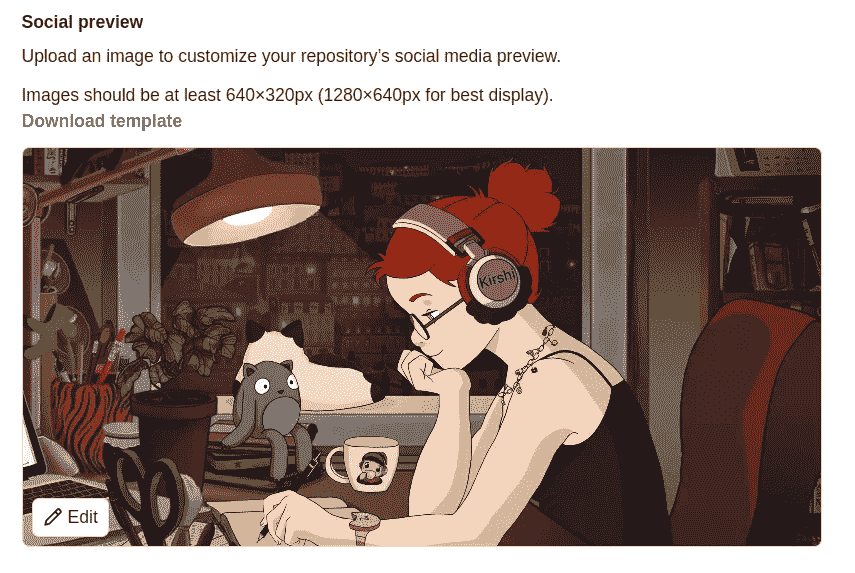 Social preview
Upload an image to customize your repository’s social media preview.
Images should be at least 640×320px (1280×640px for best display).
Download template
Kirshi
Edit